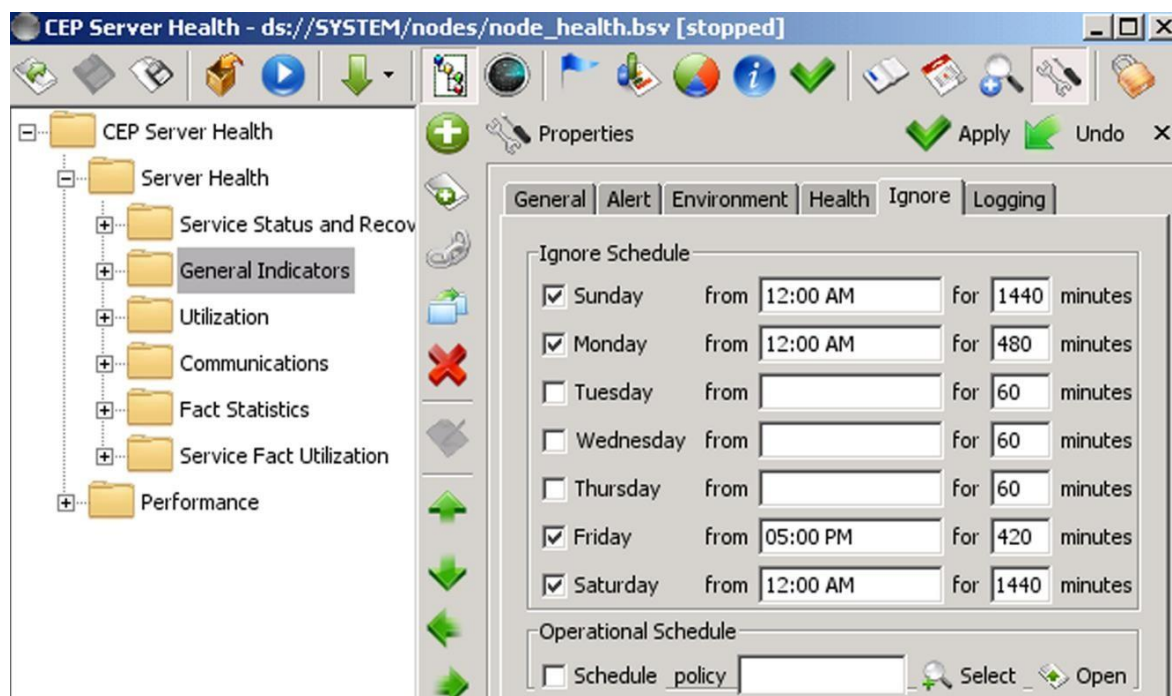 CEP Server Health - ds://SYSTEM/nodes/node_health.bsv [stopped]
CEP Server Health
Server Health
Service Status and Recov
General Indicators
Utilization
Communications
Fact Statistics
Service Fact Utilization
Performance
Properties Apply Undo X
General Alert Environment Health Ignore Logging
Ignore Schedule
Sunday from 12:00 AM for 1440 minutes
Monday from 12:00 AM for 480 minutes
Tuesday from for 60 minutes
Wednesday from for 60 minutes
Thursday from for 60 minutes
Friday from 05:00 PM for 420 minutes
Saturday from 12:00 AM for 1440 minutes
Operational Schedule
Schedule policy Select Open